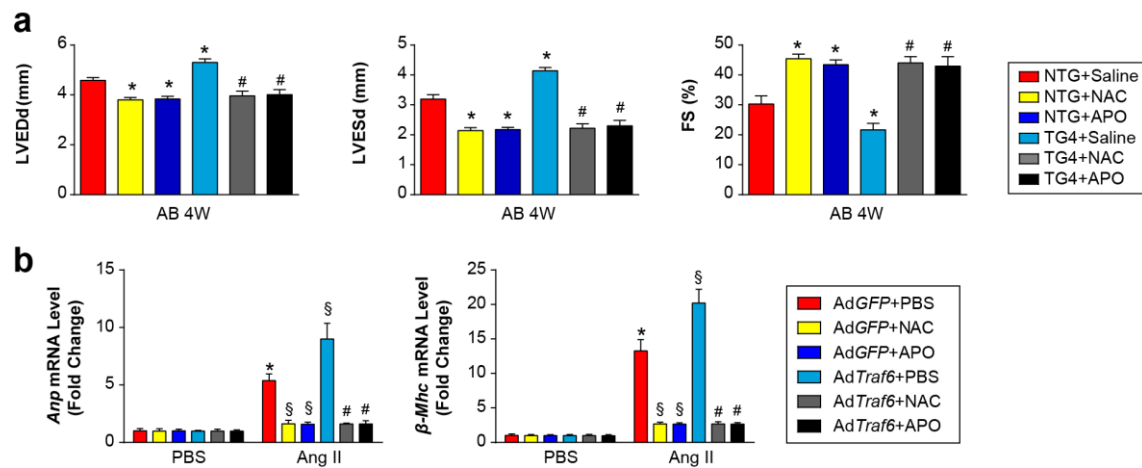 a
LVEDd (mm)
6
4
2
0
* * * # #
AB 4W
LVESd (mm)
5
4
3
2
1
0
* * * # #
AB 4W
FS (%)
50
40
30
20
10
0
* * * # #
AB 4W
NTG+Saline
NTG+NAC
NTG+APO
TG4+Saline
TG4+NAC
TG4+APO
b
Anp mRNA Level
(Fold Change)
15
10
5
0
* § § § # #
PBS Ang II
β-Mhc mRNA Level
(Fold Change)
25
20
15
10
5
0
* § § § # #
PBS Ang II
AdGFP+PBS
AdGFP+NAC
AdGFP+APO
AdTraf6+PBS
AdTraf6+NAC
AdTraf6+APO